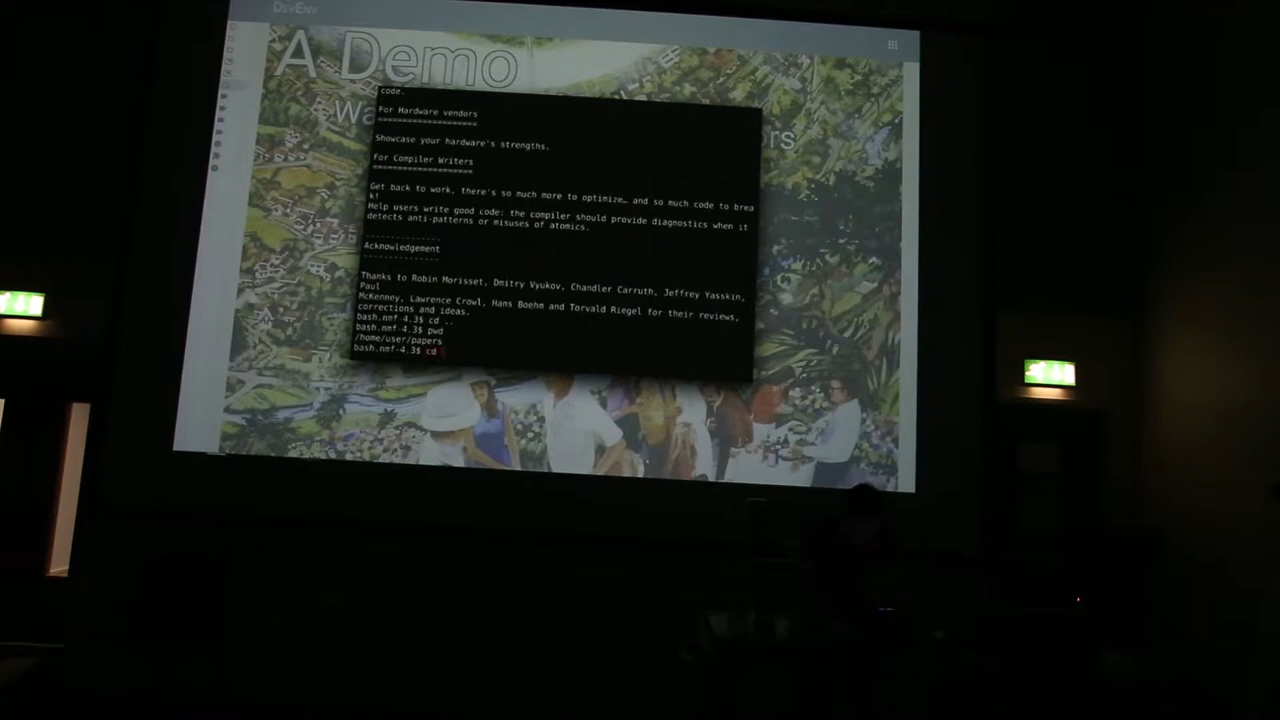 DevEnv
A Demo
Wa
ors
code.
For Hardware vendors
====================
Showcase your hardware's strengths.
For Compiler Writers
====================
Get back to work, there's so much more to optimize… and so much code to brea
k!
Help users write good code: the compiler should provide diagnostics when it
detects anti-patterns or misuses of atomics.
---------------
Acknowledgement
---------------
Thanks to Robin Morisset, Dmitry Vyukov, Chandler Carruth, Jeffrey Yasskin,
Paul
McKenney, Lawrence Crowl, Hans Boehm and Torvald Riegel for their reviews,
corrections and ideas.
bash.nmf-4.3$ cd ..
bash.nmf-4.3$ pwd
/home/user/papers
bash.nmf-4.3$ cd